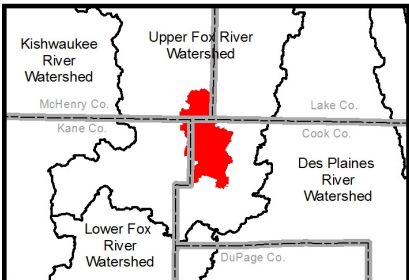 Kishwaukee
River
Watershed
Upper Fox River
Watershed
McHenry Co.
Lake Co.
Kane Co.
Cook Co.
Des Plaines
River
Watershed
Lower Fox
River
Watershed
DuPage Co.